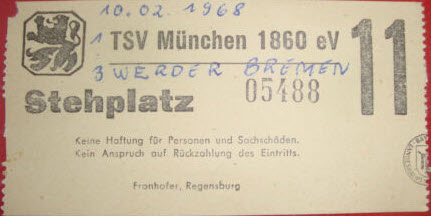 10.02.1968
1 TSV München 1860 eV 11
3 WERDER BREMEN
Stehplatz 05488
Keine Haftung für Personen und Sachschäden.
Kein Anspruch auf Rückzahlung des Eintritts.
Fronhofer, Regensburg